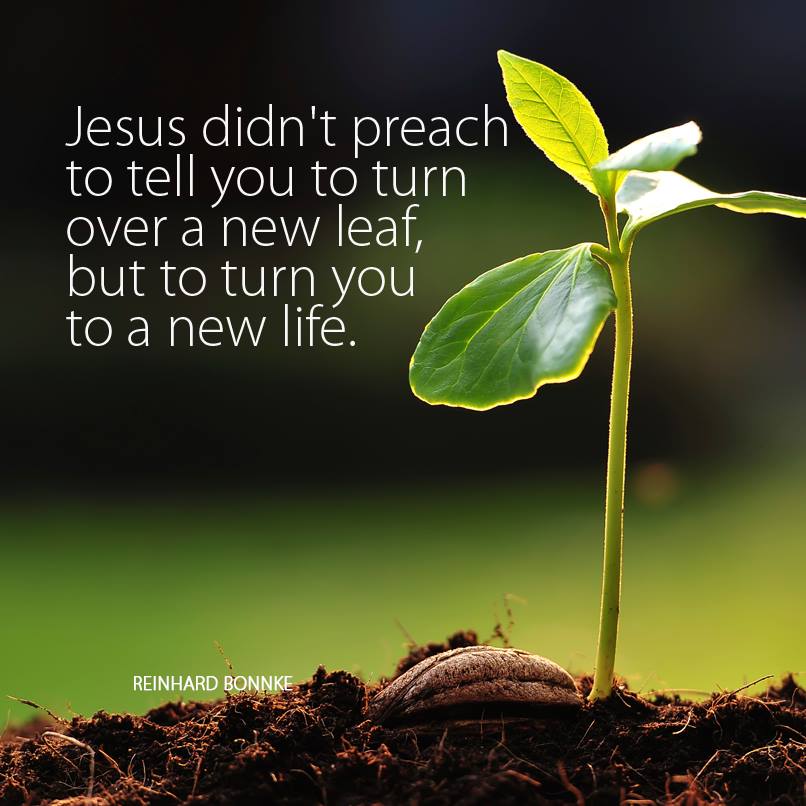 Jesus didn't preach
to tell you to turn
over a new leaf,
but to turn you
to a new life.
REINHARD BONNKE